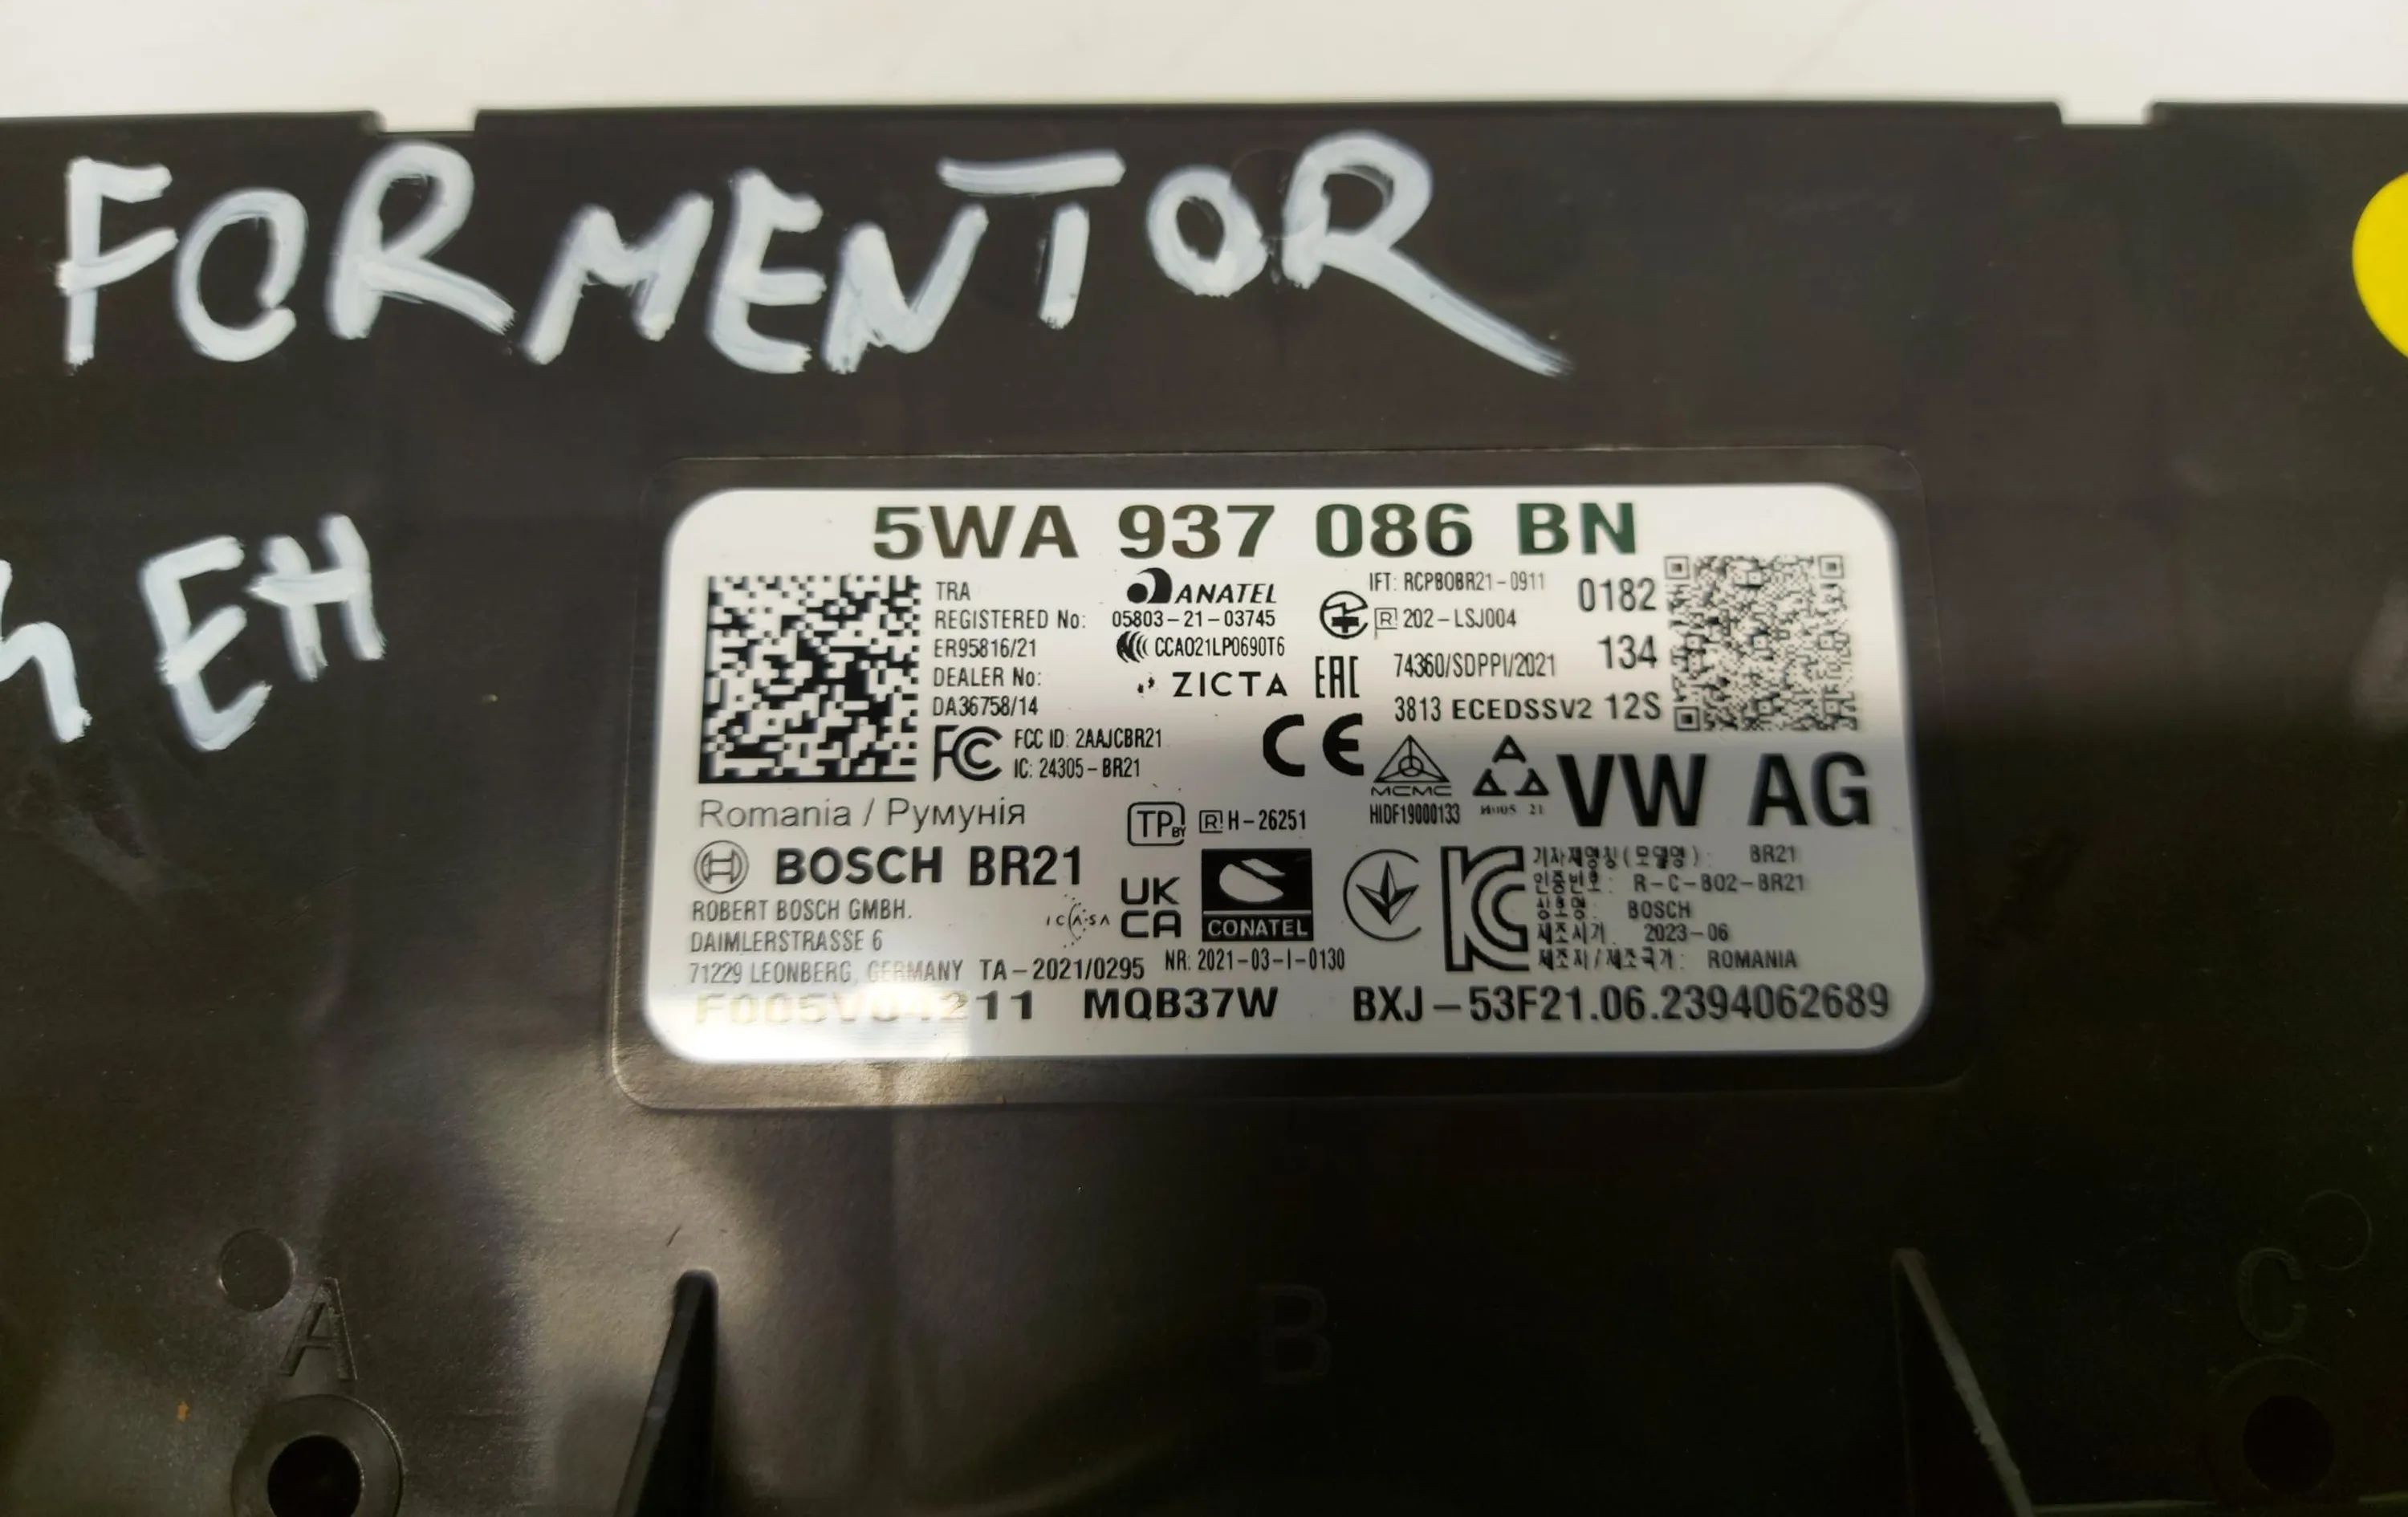 FORMENTOR
EH
5WA 937 086 BN
TRA
REGISTERED No:
ER95816/21
DEALER No:
DA36758/14
ANATEL
05803-21-03745
CCAO21LP0690T6
ZICTA
IFT: RCPBOBR21-0911
R 202-LSJ004
EAC 74360/SDPPI/2021
3813 ECEDSSV2 12S
0182
134
FC FCC ID: 2AAJCBR21
IC: 24305-BR21
CE
MCMC
HIDF19000133
A
21
VW AG
Romania / Румунія
TP BY R H-26251
BOSCH BR21
ROBERT BOSCH GMBH.
DAIMLERSTRASSE 6
71229 LEONBERG, GERMANY TA-2021/0295
ICASA
UK
CA
CONATEL
NR: 2021-03-I-0130
기자재명칭(모델명): BR21
인증번호: R-C-B02-BR21
상호명: BOSCH
제조시기. 2023-06
제조자/제조국가: ROMANIA
F005V04211 MQB37W BXJ-53F21.06.2394062689
A
B
C